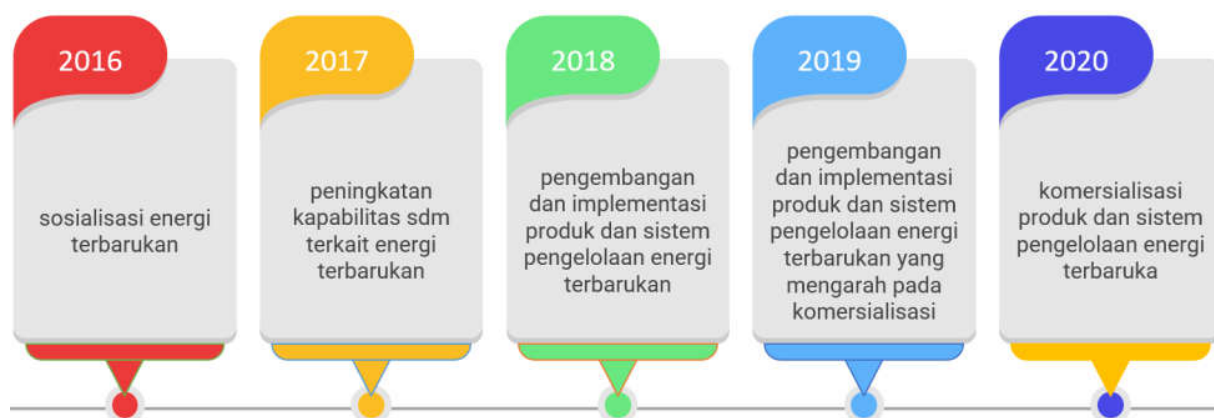 2016
sosialisasi energi
terbarukan
2017
peningkatan
kapabilitas sdm
terkait energi
terbarukan
2018
pengembangan
dan implementasi
produk dan sistem
pengelolaan energi
terbarukan
2019
pengembangan
dan implementasi
produk dan sistem
pengelolaan energi
terbarukan yang
mengarah pada
komersialisasi
2020
komersialisasi
produk dan sistem
pengelolaan energi
terbaruka